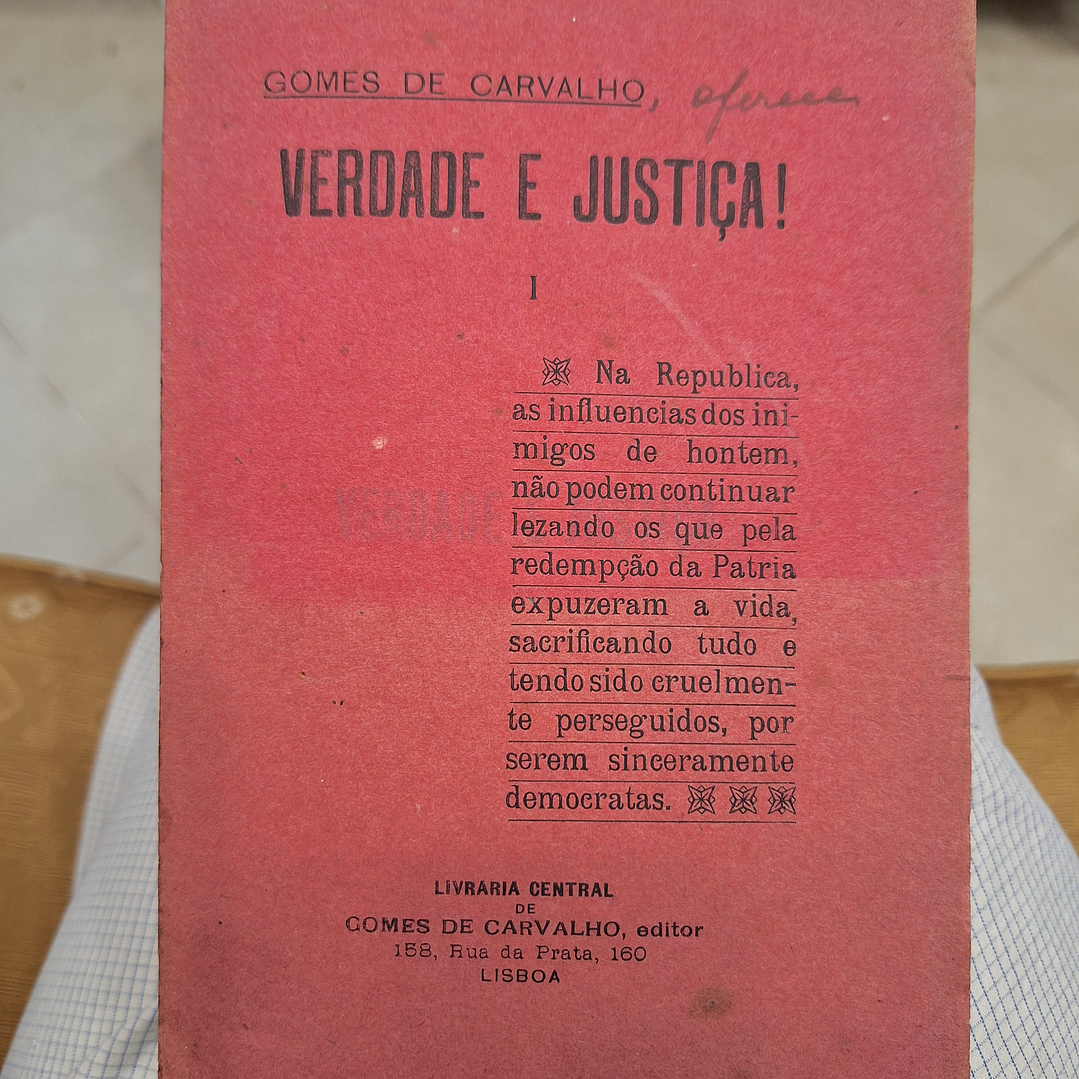 GOMES DE CARVALHO, oferece
VERDADE E JUSTIÇA!
I
Na Republica,
as influencias dos ini-
migos de hontem,
não podem continuar
lezando os que pela
redempção da Patria
expuzeram a vida,
sacrificando tudo e
tendo sido cruelmen-
te perseguidos, por
serem sinceramente
democratas.
VERDADE
LIVRARIA CENTRAL
DE
GOMES DE CARVALHO, editor
158, Rua da Prata, 160
LISBOA